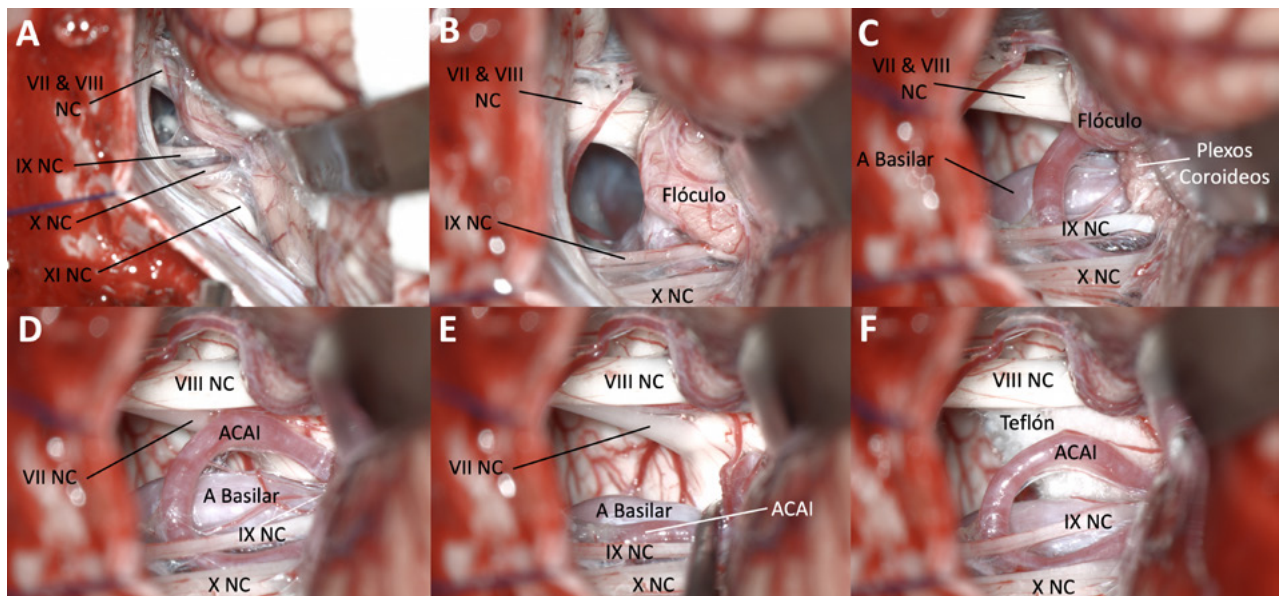 A
VII & VIII
NC
IX NC
X NC
XI NC
B
VII & VIII
NC
Flóculo
IX NC
X NC
C
VII & VIII
NC
Flóculo
A Basilar
Plexos
Coroideos
IX NC
X NC
D
VIII NC
ACAI
VII NC
A Basilar
IX NC
X NC
E
VIII NC
VII NC
A Basilar
ACAI
IX NC
X NC
F
VIII NC
Teflón
ACAI
IX NC
X NC